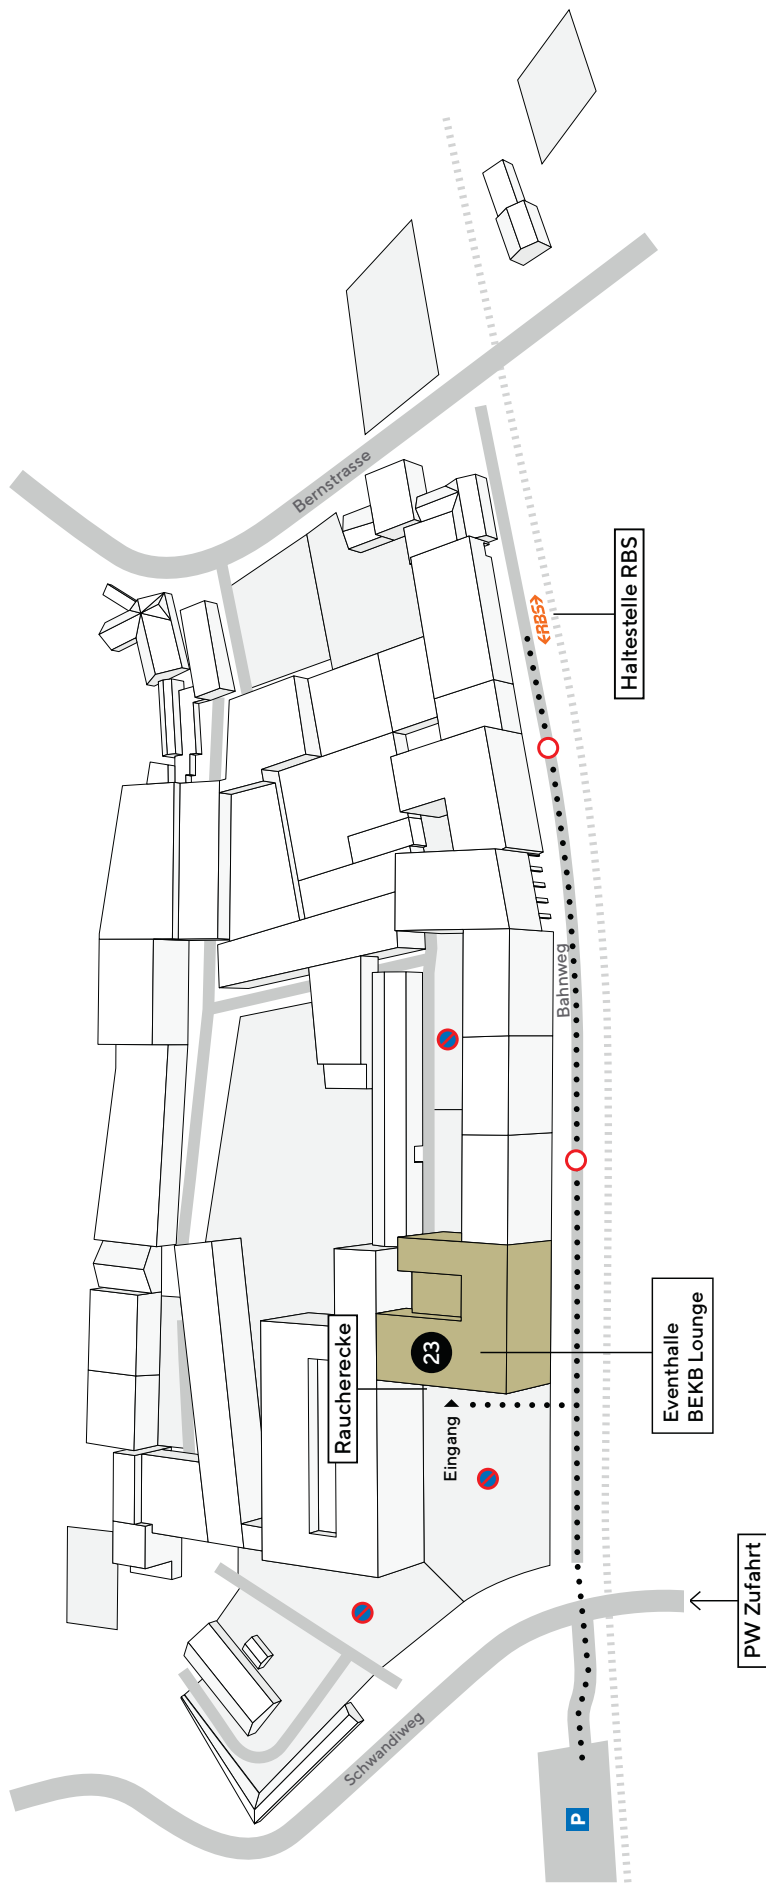 Bernstrasse
RBS
Haltestelle RBS
Bahnweg
Raucherecke
23
Eingang
Eventhalle
BEKB Lounge
PW Zufahrt
Schwandiweg
P